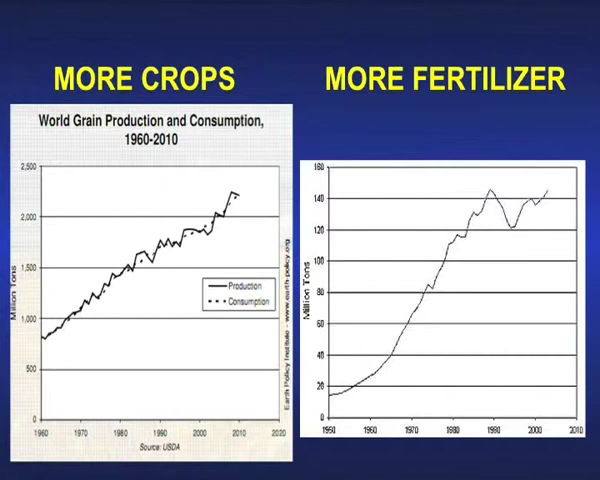 MORE CROPS
MORE FERTILIZER
World Grain Production and Consumption,
1960-2010
2,500
2,000
1,500
1,000
500
0
Million Tons
Production
Consumption
Earth Policy Institute - www.earth-policy.org
1960 1970 1980 1990 2000 2010 2020
Source: USDA
160
140
120
100
80
60
40
20
0
Million Tons
1950 1960 1970 1980 1990 2000 2010